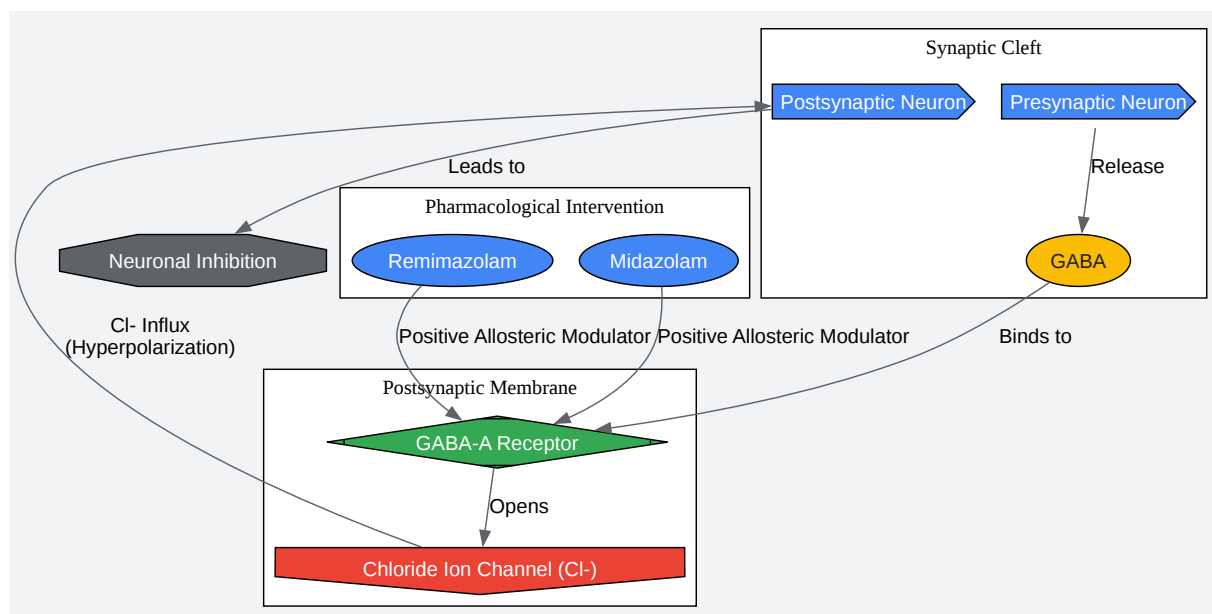 Synaptic Cleft
Postsynaptic Neuron
Presynaptic Neuron
Leads to
Release
Pharmacological Intervention
Neuronal Inhibition
Remimazolam
Midazolam
GABA
Cl- Influx
(Hyperpolarization)
Positive Allosteric Modulator
Positive Allosteric Modulator
Binds to
Postsynaptic Membrane
GABA-A Receptor
Opens
Chloride Ion Channel (Cl-)